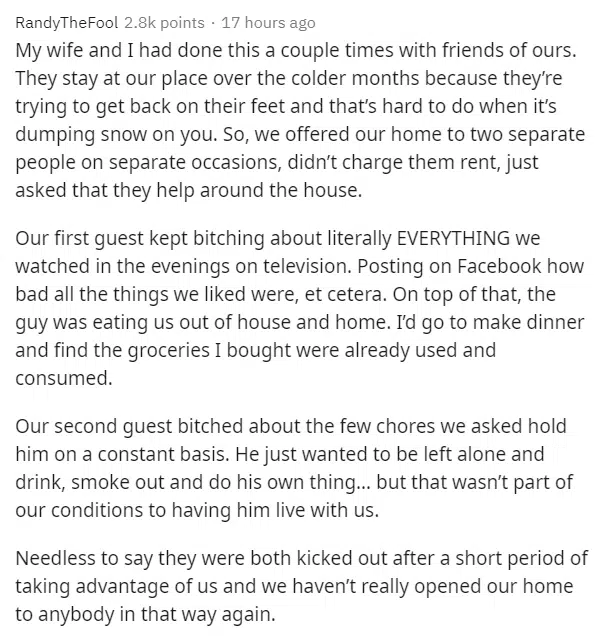 RandyTheFool 2.8k points · 17 hours ago
My wife and I had done this a couple times with friends of ours.
They stay at our place over the colder months because they’re
trying to get back on their feet and that’s hard to do when it’s
dumping snow on you. So, we offered our home to two separate
people on separate occasions, didn’t charge them rent, just
asked that they help around the house.
Our first guest kept bitching about literally EVERYTHING we
watched in the evenings on television. Posting on Facebook how
bad all the things we liked were, et cetera. On top of that, the
guy was eating us out of house and home. I’d go to make dinner
and find the groceries I bought were already used and
consumed.
Our second guest bitched about the few chores we asked hold
him on a constant basis. He just wanted to be left alone and
drink, smoke out and do his own thing... but that wasn’t part of
our conditions to having him live with us.
Needless to say they were both kicked out after a short period of
taking advantage of us and we haven’t really opened our home
to anybody in that way again.